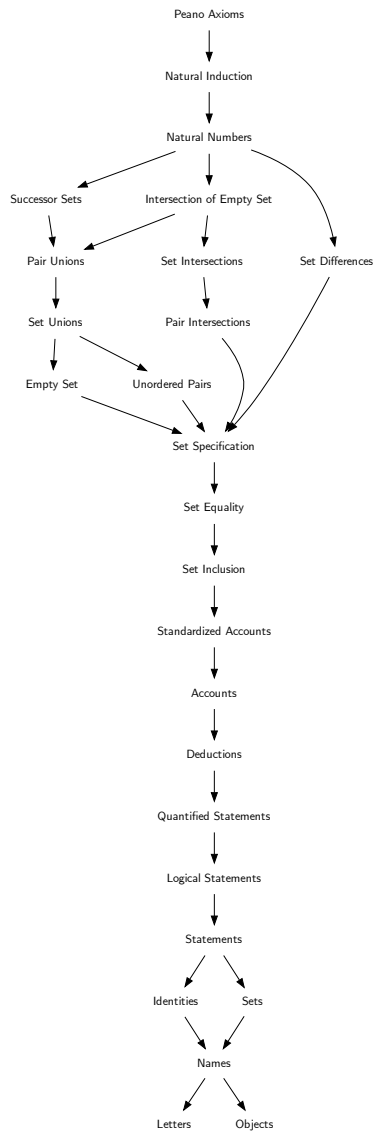 Peano Axioms
Natural Induction
Natural Numbers
Successor Sets
Intersection of Empty Set
Pair Unions
Set Intersections
Set Differences
Set Unions
Pair Intersections
Empty Set
Unordered Pairs
Set Specification
Set Equality
Set Inclusion
Standardized Accounts
Accounts
Deductions
Quantified Statements
Logical Statements
Statements
Identities
Sets
Names
Letters
Objects